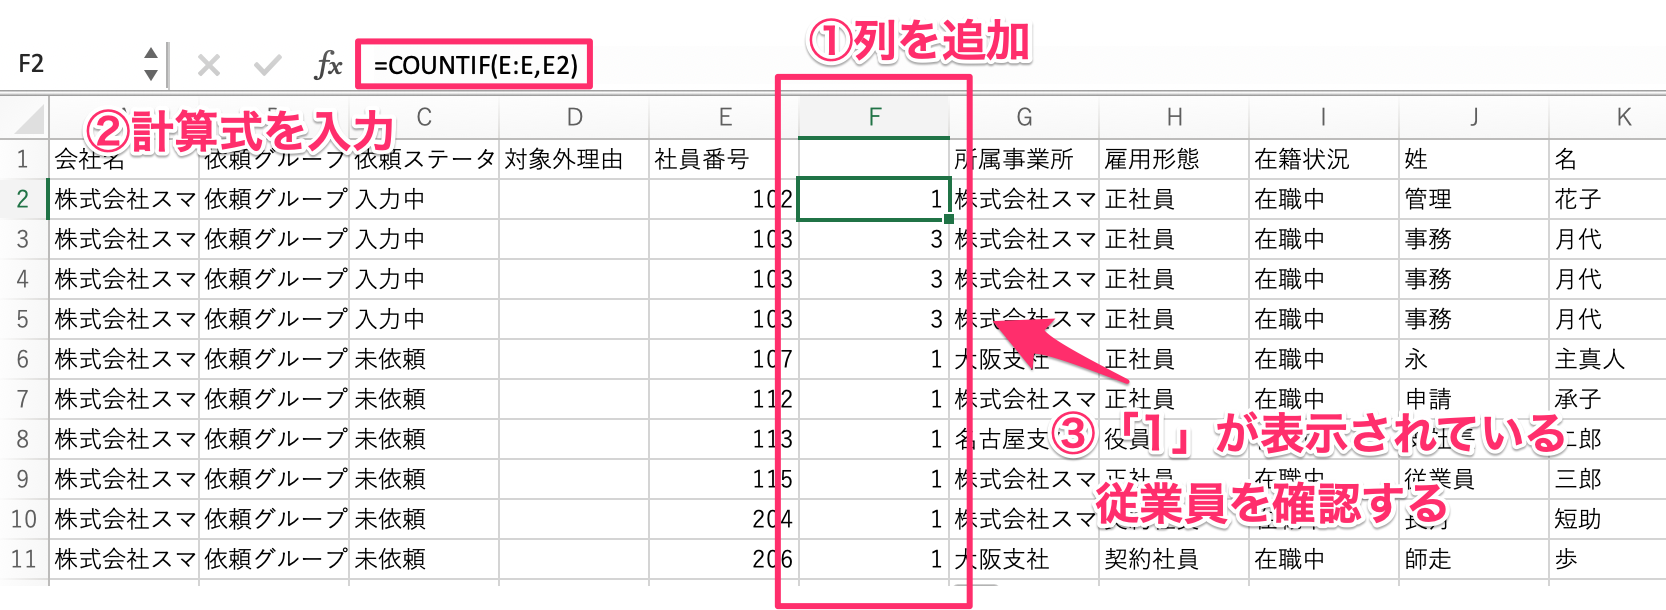 ①列を追加
F2 fx =COUNTIF(E:E,E2)
②計算式を入力
C D E F G H I J K
1 会社名 依頼グループ 依頼ステータ 対象外理由 社員番号 所属事業所 雇用形態 在籍状況 姓 名
2 株式会社スマ 依頼グループ 入力中 102 1 株式会社スマ 正社員 在職中 管理 花子
3 株式会社スマ 依頼グループ 入力中 103 3 株式会社スマ 正社員 在職中 事務 月代
4 株式会社スマ 依頼グループ 入力中 103 3 株式会社スマ 正社員 在職中 事務 月代
5 株式会社スマ 依頼グループ 入力中 103 3 株式会社スマ 正社員 在職中 事務 月代
6 株式会社スマ 依頼グループ 未依頼 107 1 大阪支社 正社員 在職中 永 主真人
7 株式会社スマ 依頼グループ 未依頼 112 1 株式会社スマ 正社員 在職中 申請 承子
8 株式会社スマ 依頼グループ 未依頼 113 1 名古屋支 役員 二郎
9 株式会社スマ 依頼グループ 未依頼 115 1 株式会社スマ 正社員 在職中 従業員 三郎
10 株式会社スマ 依頼グループ 未依頼 204 1 株式会社スマ 短助
11 株式会社スマ 依頼グループ 未依頼 206 1 大阪支社 契約社員 在職中 師走 歩
③「1」が表示されている
従業員を確認する